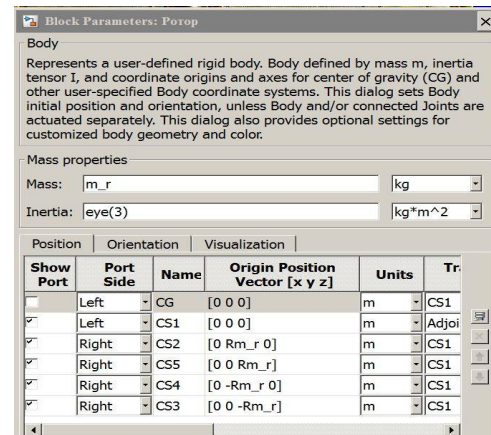 Block Parameters: Ротор
Body
Represents a user-defined rigid body. Body defined by mass m, inertia
tensor I, and coordinate origins and axes for center of gravity (CG) and
other user-specified Body coordinate systems. This dialog sets Body
initial position and orientation, unless Body and/or connected Joints are
actuated separately. This dialog also provides optional settings for
customized body geometry and color.
Mass properties
Mass: m_r kg
Inertia: eye(3) kg*m^2
Position Orientation Visualization
Show Port Port Side Name Origin Position Vector [x y z] Units Tr
Left CG [0 0 0] m CS1
Left CS1 [0 0 0] m Adjoi
Right CS2 [0 Rm_r 0] m CS1
Right CS5 [0 0 Rm_r] m CS1
Right CS4 [0 -Rm_r 0] m CS1
Right CS3 [0 0 -Rm_r] m CS1